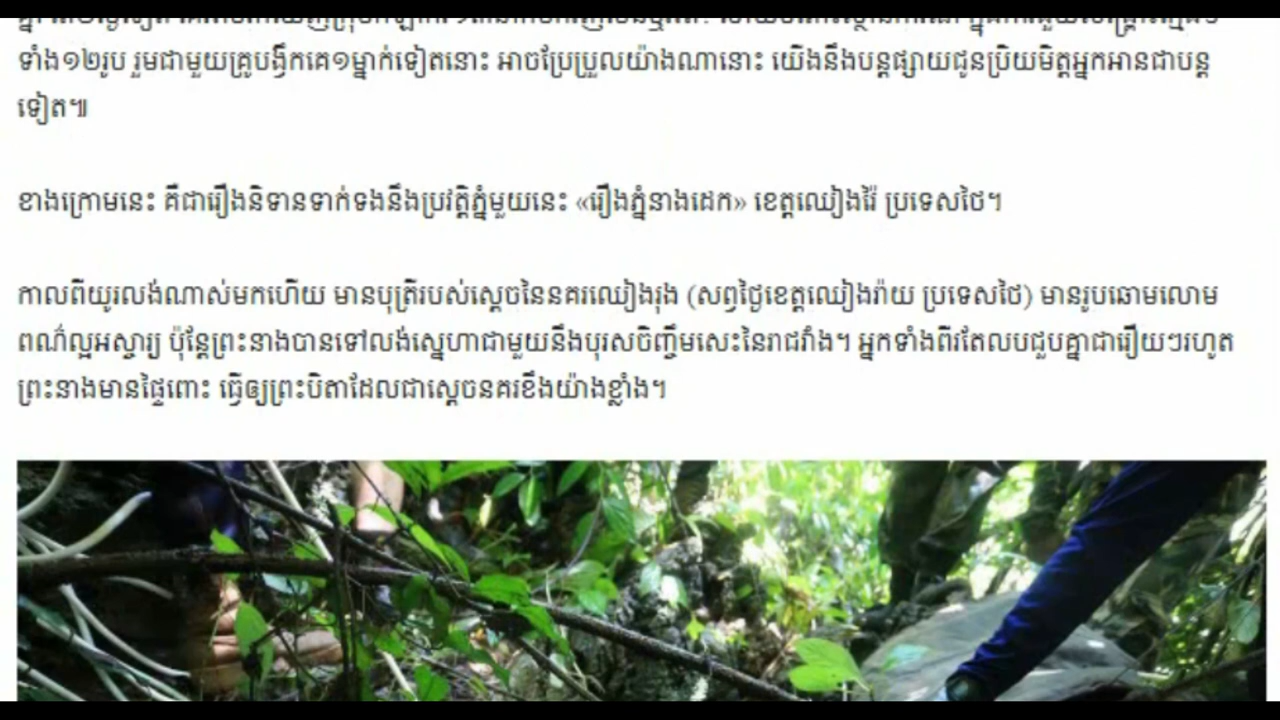 ទាំង១២រូប រួមជាមួយគ្រូបង្វឹកគេ១ម្នាក់ទៀតនោះ អាចប្រែប្រួលយ៉ាងណានោះ យើងនឹងបន្តផ្សាយជូនប្រិយមិត្តអ្នកអានជាបន្ត
ទៀត៕
ខាងក្រោមនេះ គឺជារឿងនិទានទាក់ទងនឹងប្រវត្តិភ្នំមួយនេះ «រឿងភ្នំនាងដេក» ខេត្តឈៀងរ៉ៃ ប្រទេសថៃ។
កាលពីយូរលង់ណាស់មកហើយ មានបុត្រីរបស់ស្តេចនៃនគរឈៀងរុង (សព្វថ្ងៃខេត្តឈៀងរ៉ាយ ប្រទេសថៃ) មានរូបឆោមលោម
ពណ៌ល្អអស្ចារ្យ ប៉ុន្តែព្រះនាងបានទៅលង់ស្នេហាជាមួយនឹងបុរសចិញ្ចឹមសេះនៃរាជវាំង។ អ្នកទាំងពីរតែលបជួបគ្នាជារឿយៗរហូត
ព្រះនាងមានផ្ទៃពោះ ធ្វើឲ្យព្រះបិតាដែលជាស្តេចនគរខឹងយ៉ាងខ្លាំង។